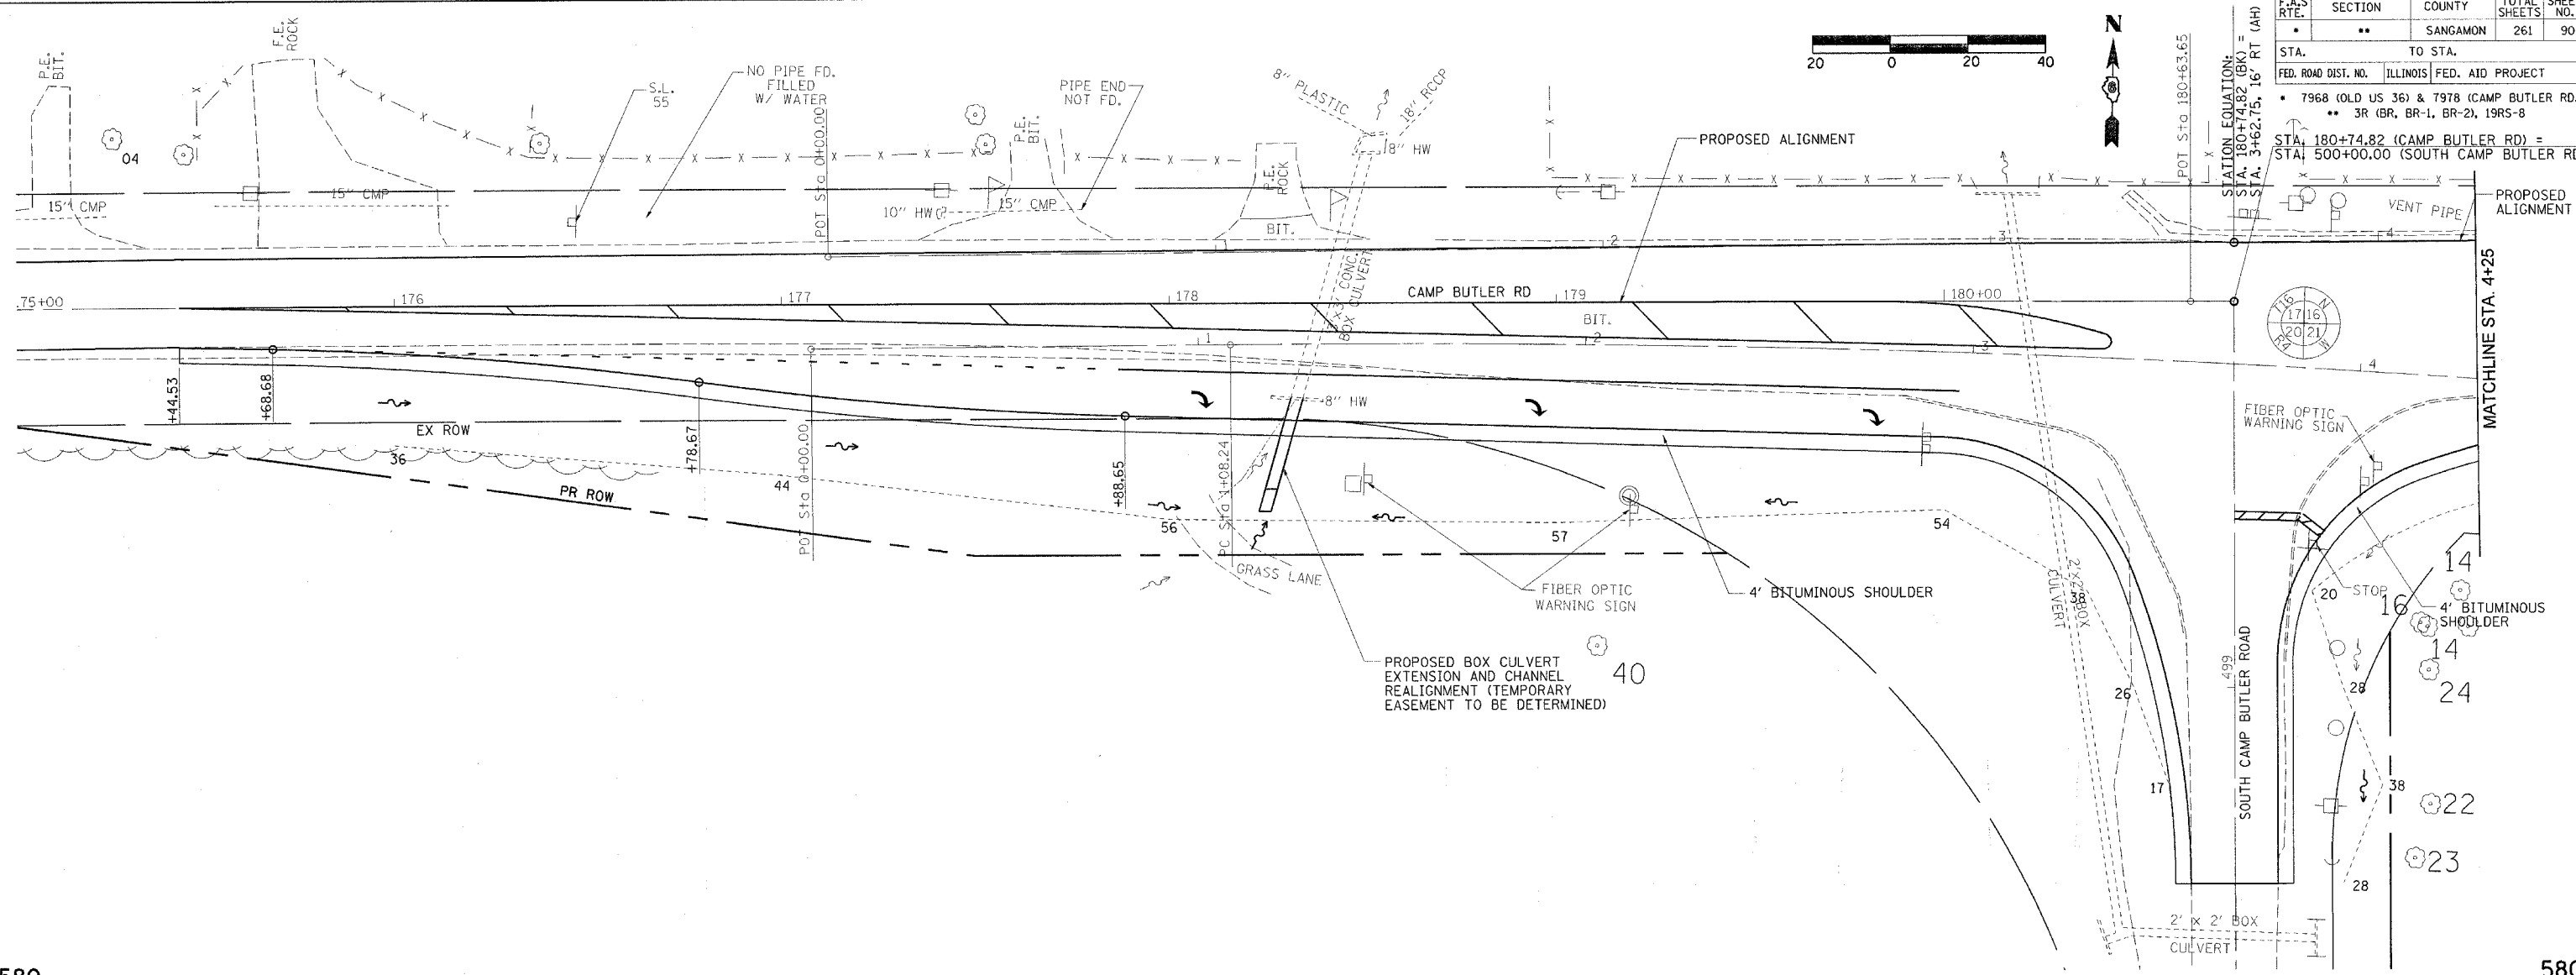 F.A.S. RTE.
SECTION
COUNTY
TOTAL SHEETS
NO.
*
**
SANGAMON
261
90
STA.
TO STA.
FED. ROAD DIST. NO.
ILLINOIS
FED. AID PROJECT
* 7968 (OLD US 36) & 7978 (CAMP BUTLER RD.
** 3R (BR, BR-1, BR-2), 19RS-8
STA. 180+74.82 (CAMP BUTLER RD) =
STA. 500+00.00 (SOUTH CAMP BUTLER RD
STATION EQUATION:
STA. 180+74.82 (BK) =
STA. 3+62.75, 16' RT (AH)
POT Sta 180+63.65
N
20 0 20 40
P.E.
BIT.
F.E.
ROCK
04
15" CMP
15" CMP
S.L.
55
NO PIPE FD.
FILLED
W/ WATER
POT Sta 0+00.00
10" HW
15" CMP
P.E.
BIT.
PIPE END
NOT FD.
8" PLASTIC
18" RCCP
8" HW
P.E.
ROCK
BIT.
PROPOSED ALIGNMENT
VENT PIPE
PROPOSED
ALIGNMENT
1
2
3
4
75+00
176
177
178
179
180+00
CAMP BUTLER RD
BIT.
CONC.
BOX CULVERT
1
2
3
4
T16 N
17 16
20 21
R4 W
MATCHLINE STA. 4+25
+44.53
+68.68
+78.67
+88.65
POT Sta 0+00.00
PC Sta 1+08.24
EX ROW
PR ROW
36
44
56
57
54
8" HW
GRASS LANE
FIBER OPTIC
WARNING SIGN
4' BITUMINOUS SHOULDER
PROPOSED BOX CULVERT
EXTENSION AND CHANNEL
REALIGNMENT (TEMPORARY
EASEMENT TO BE DETERMINED)
40
FIBER OPTIC
WARNING SIGN
2'x2' BOX
CULVERT
38
26
17
STOP
20
14
16
4' BITUMINOUS
SHOULDER
14
24
28
38
22
23
28
499
SOUTH CAMP BUTLER ROAD
2' x 2' BOX
CULVERT
580
580